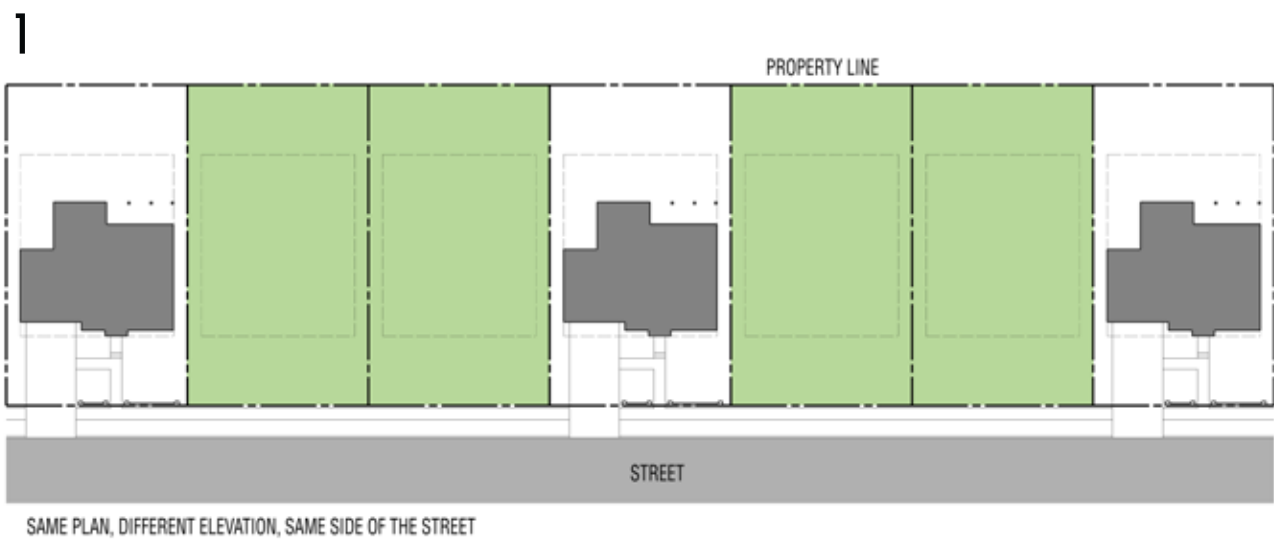 1
PROPERTY LINE
STREET
SAME PLAN, DIFFERENT ELEVATION, SAME SIDE OF THE STREET